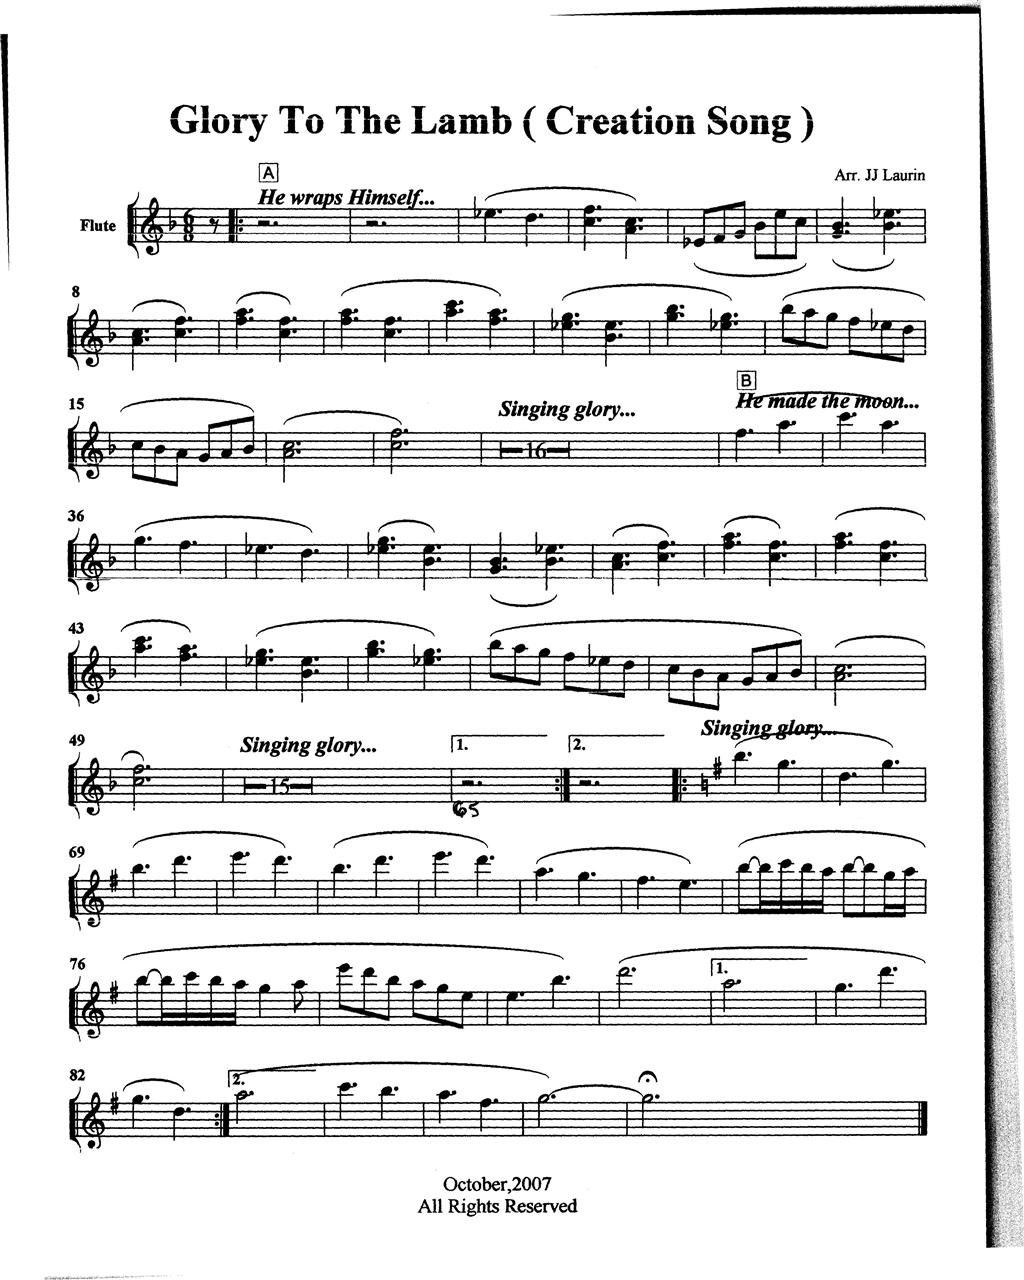 Glory To The Lamb ( Creation Song )
A
Arr. JJ Laurin
He wraps Himself...
Flute
6
8
8
15
Singing glory...
B
He made the moon...
16
36
43
49
Singing glory...
15
1.
2.
Singing glory...
65
69
76
1.
82
2.
October,2007
All Rights Reserved